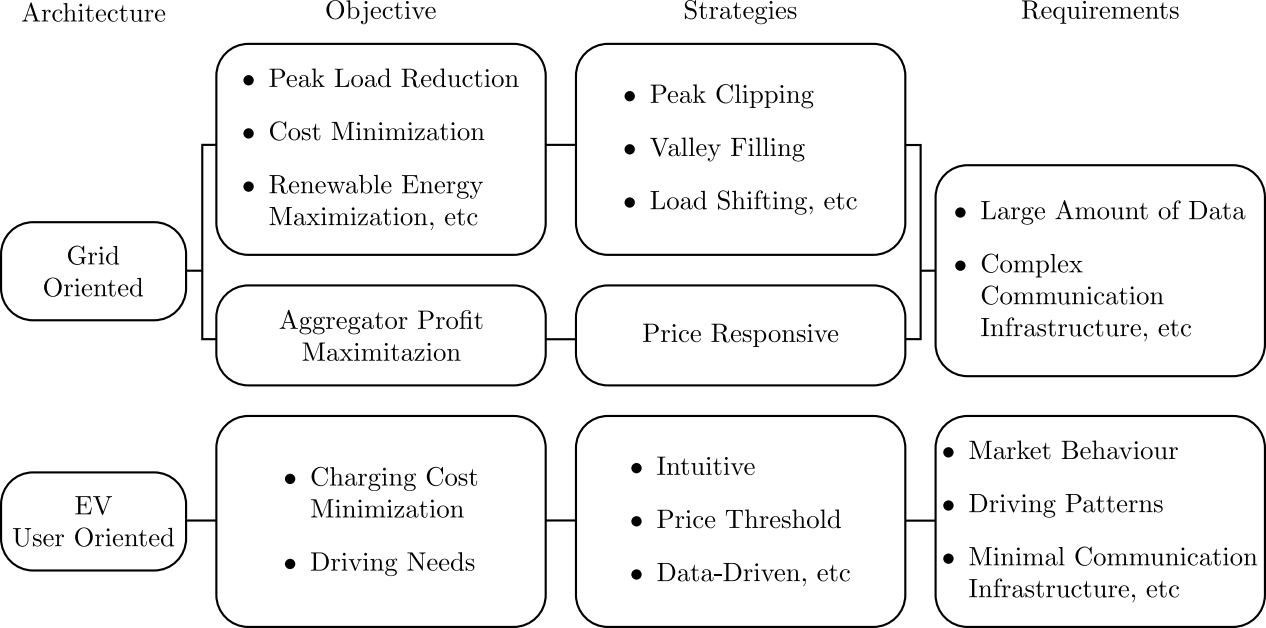 Architecture
Objective
Strategies
Requirements
Grid
Oriented
• Peak Load Reduction
• Cost Minimization
• Renewable Energy
Maximization, etc
• Peak Clipping
• Valley Filling
• Load Shifting, etc
Aggregator Profit
Maximitazion
Price Responsive
• Large Amount of Data
• Complex
Communication
Infrastructure, etc
EV
User Oriented
• Charging Cost
Minimization
• Driving Needs
• Intuitive
• Price Threshold
• Data-Driven, etc
• Market Behaviour
• Driving Patterns
• Minimal Communication
Infrastructure, etc